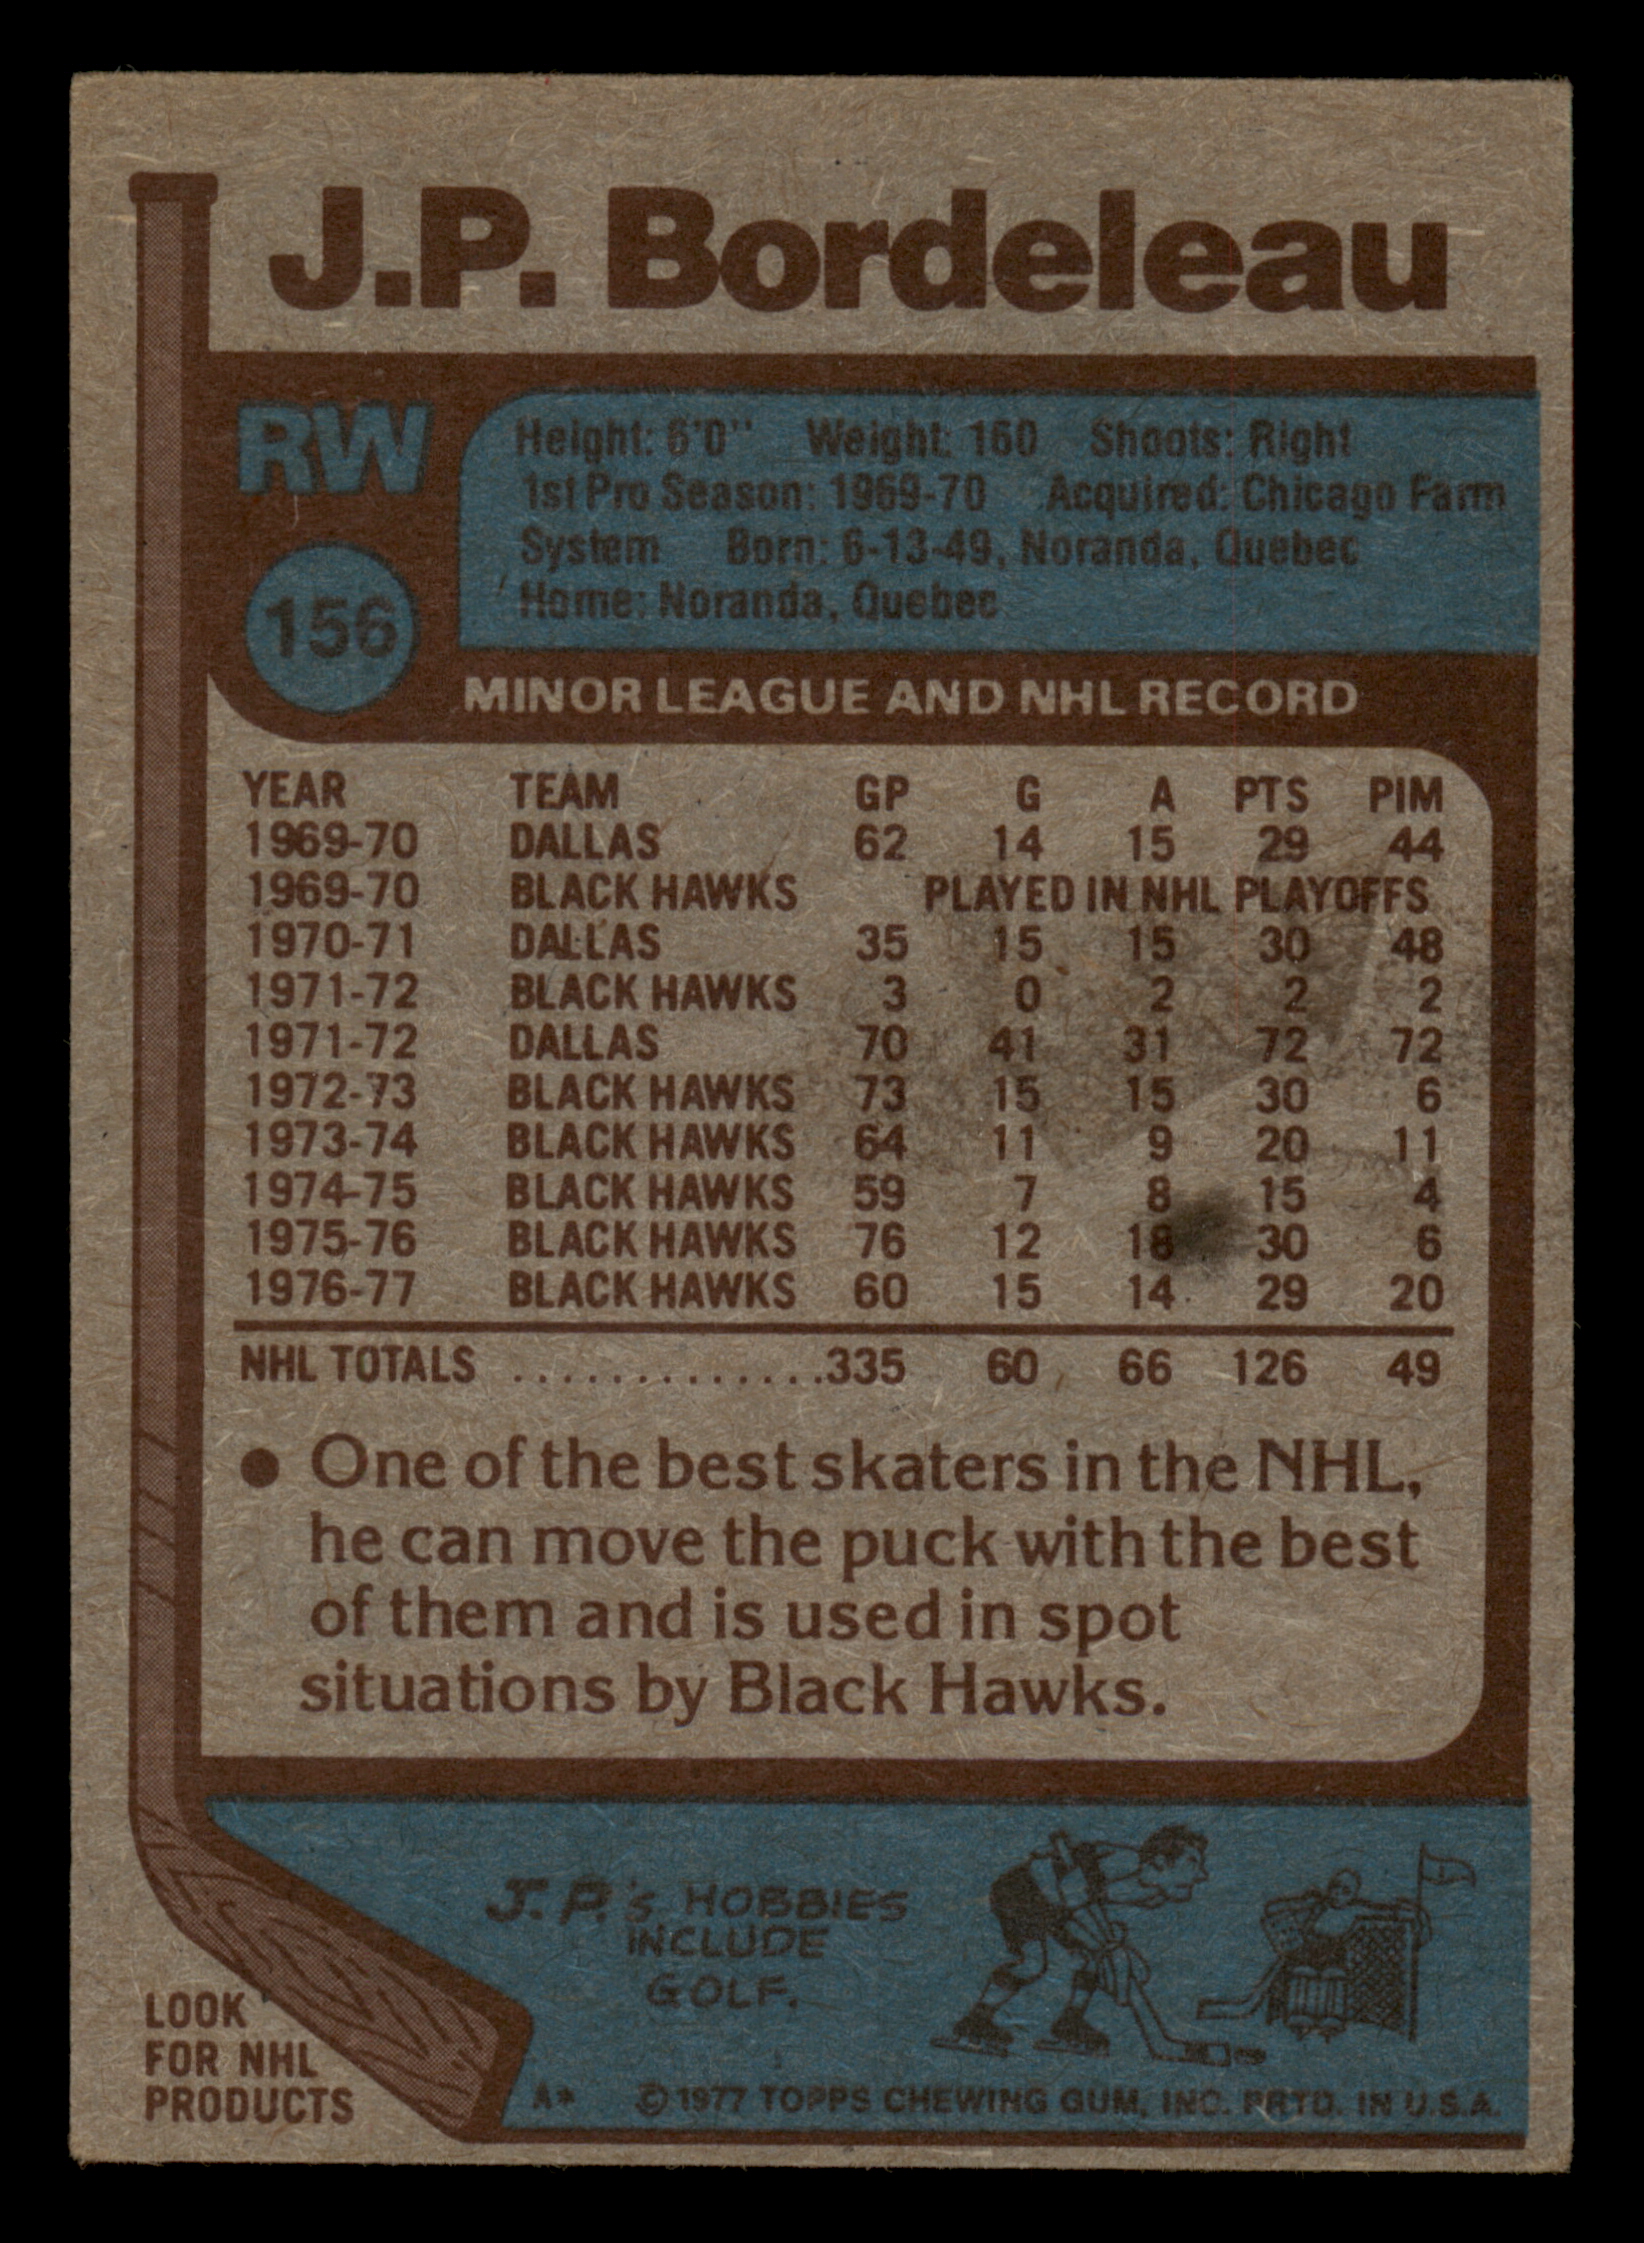 J.P. Bordeleau
RW
156
Height: 6'0" Weight: 160 Shoots: Right
1st Pro Season: 1969-70 Acquired: Chicago Farm
System Born: 6-13-49, Noranda, Quebec
Home: Noranda, Quebec
MINOR LEAGUE AND NHL RECORD
YEAR TEAM GP G A PTS PIM
1969-70 DALLAS 62 14 15 29 44
1969-70 BLACK HAWKS PLAYED IN NHL PLAYOFFS
1970-71 DALLAS 35 15 15 30 48
1971-72 BLACK HAWKS 3 0 2 2 2
1971-72 DALLAS 70 41 31 72 72
1972-73 BLACK HAWKS 73 15 15 30 6
1973-74 BLACK HAWKS 64 11 9 20 11
1974-75 BLACK HAWKS 59 7 8 15 4
1975-76 BLACK HAWKS 76 12 18 30 6
1976-77 BLACK HAWKS 60 15 14 29 20
NHL TOTALS .............335 60 66 126 49
● One of the best skaters in the NHL,
he can move the puck with the best
of them and is used in spot
situations by Black Hawks.
J.P.'s HOBBIES
INCLUDE
GOLF.
LOOK
FOR NHL
PRODUCTS
A* © 1977 TOPPS CHEWING GUM, INC. PRTD. IN U.S.A.